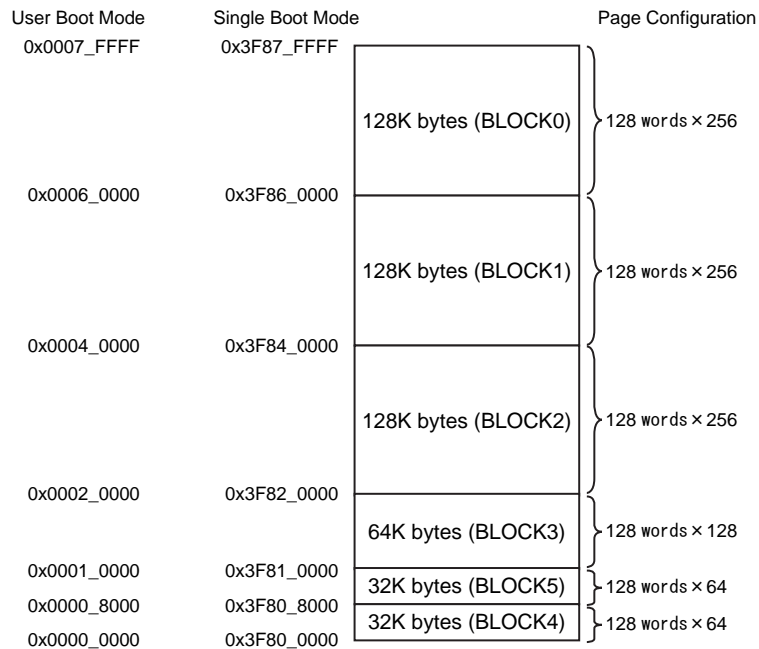 User Boot Mode Single Boot Mode Page Configuration
0x0007_FFFF 0x3F87_FFFF
128K bytes (BLOCK0) 128 words×256
0x0006_0000 0x3F86_0000
128K bytes (BLOCK1) 128 words×256
0x0004_0000 0x3F84_0000
128K bytes (BLOCK2) 128 words×256
0x0002_0000 0x3F82_0000
64K bytes (BLOCK3) 128 words×128
0x0001_0000 0x3F81_0000
32K bytes (BLOCK5) 128 words×64
0x0000_8000 0x3F80_8000
32K bytes (BLOCK4) 128 words×64
0x0000_0000 0x3F80_0000